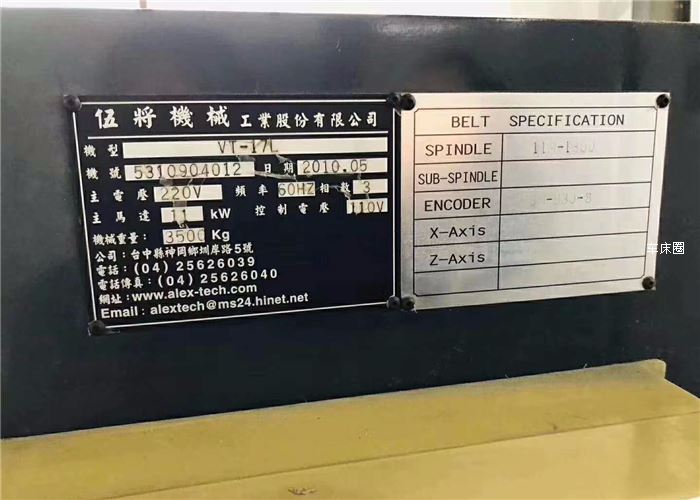 伍將機械 工業股份有限公司
機型 VT-17L
機號 5310904012 日期 2010.05
主電壓 220V 頻率 60HZ 相數 3
主馬達 11 kW 控制電壓 110V
機械重量: 3500 Kg
公司: 台中縣神岡鄉圳岸路5號
電話: (04) 25626039
電話傳真: (04) 25626040
網址: www.alex-tech.com
Email: alextech@ms24.hinet.net
BELT SPECIFICATION
SPINDLE
SUB-SPINDLE
ENCODER
X-Axis
Z-Axis
车床圈